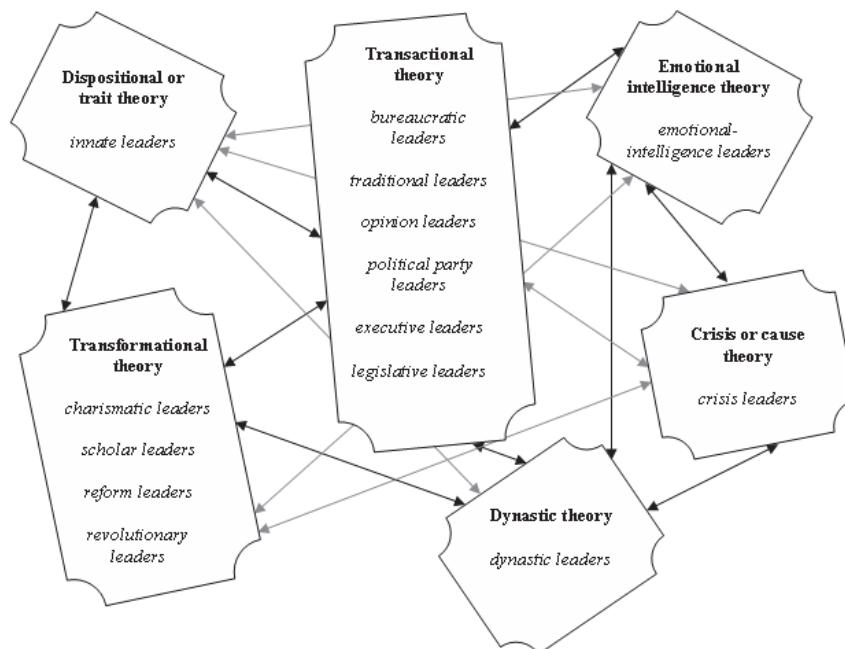 Dispositional or
trait theory
innate leaders
Transactional
theory
bureaucratic
leaders
traditional leaders
opinion leaders
political party
leaders
executive leaders
legislative leaders
Emotional
intelligence theory
emotional-
intelligence leaders
Transformational
theory
charismatic leaders
scholar leaders
reform leaders
revolutionary
leaders
Crisis or cause
theory
crisis leaders
Dynastic theory
dynastic leaders